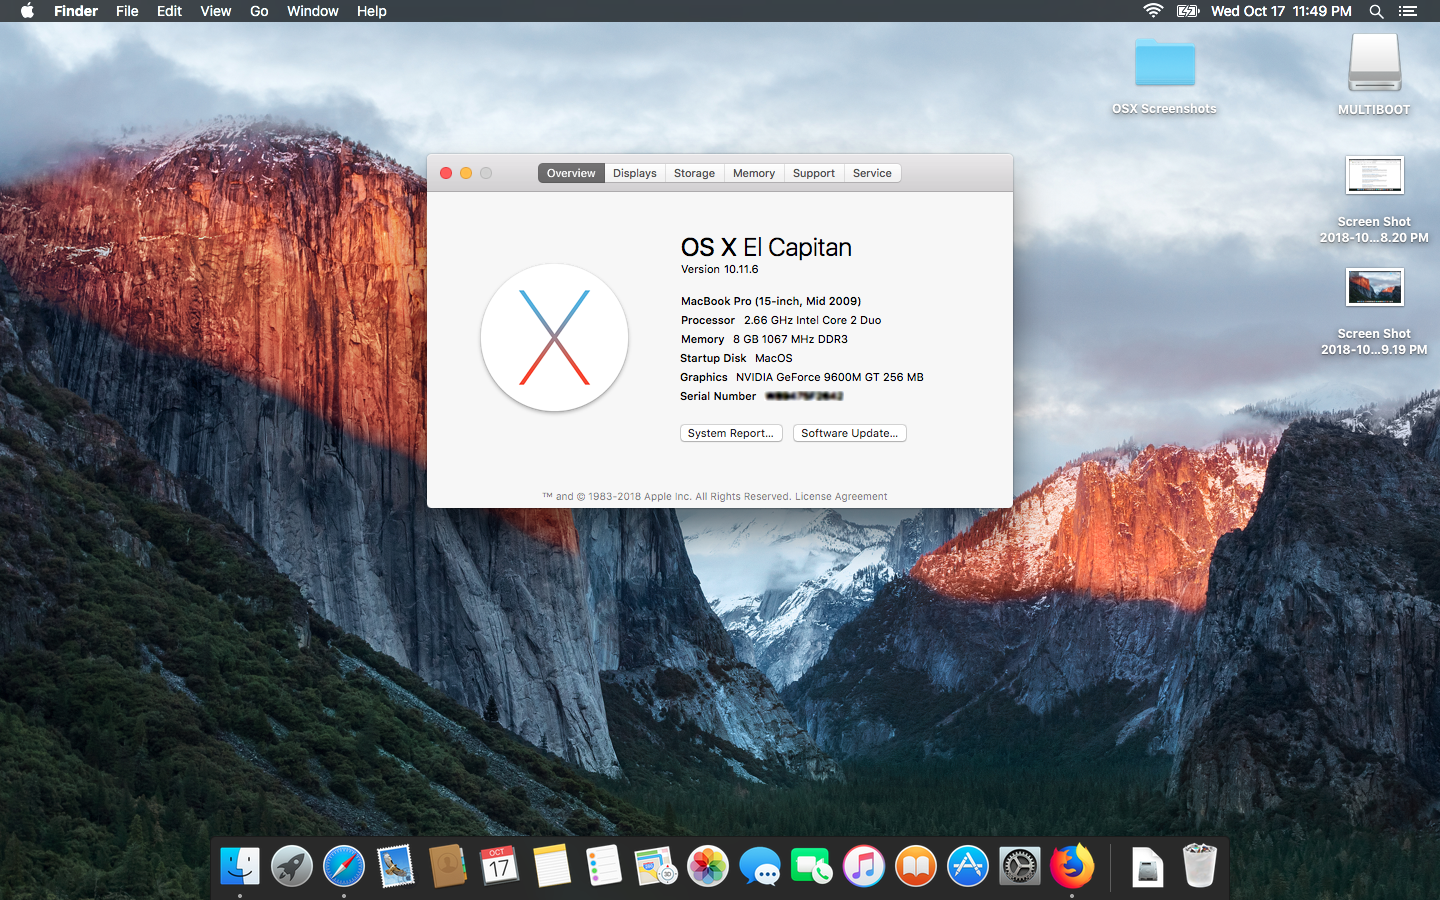 Finder File Edit View Go Window Help
Wed Oct 17 11:49 PM
OSX Screenshots
MULTIBOOT
Screen Shot
2018-10...8.20 PM
Screen Shot
2018-10...9.19 PM
Overview Displays Storage Memory Support Service
OS X El Capitan
Version 10.11.6
MacBook Pro (15-inch, Mid 2009)
Processor 2.66 GHz Intel Core 2 Duo
Memory 8 GB 1067 MHz DDR3
Startup Disk MacOS
Graphics NVIDIA GeForce 9600M GT 256 MB
Serial Number
System Report... Software Update...
™ and © 1983-2018 Apple Inc. All Rights Reserved. License Agreement
OCT
17